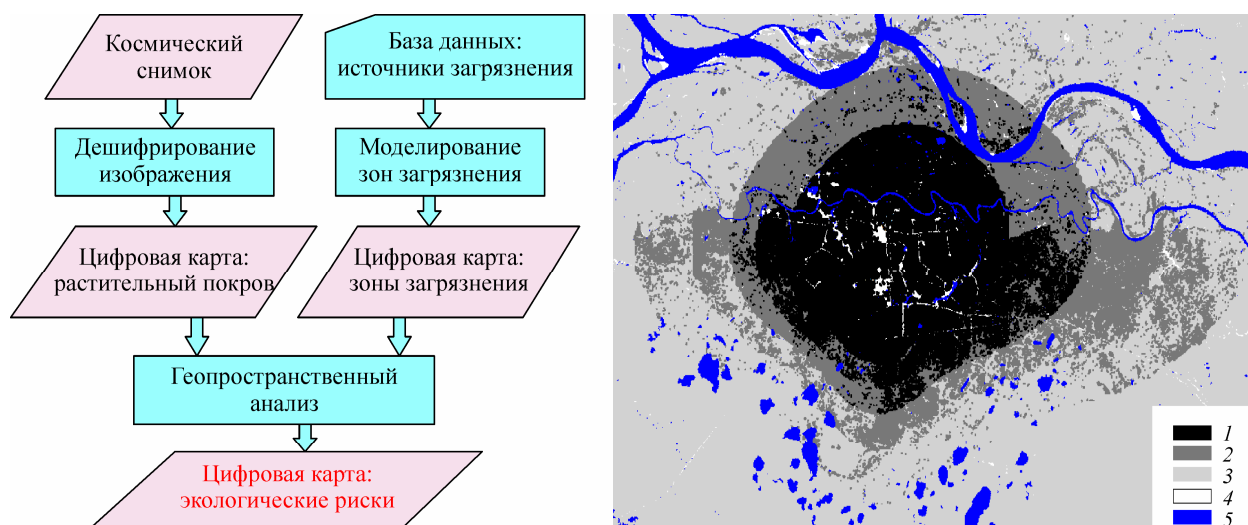 Космический
снимок
База данных:
источники загрязнения
Дешифрирование
изображения
Моделирование
зон загрязнения
Цифровая карта:
растительный покров
Цифровая карта:
зоны загрязнения
Геопространственный
анализ
Цифровая карта:
экологические риски
1
2
3
4
5